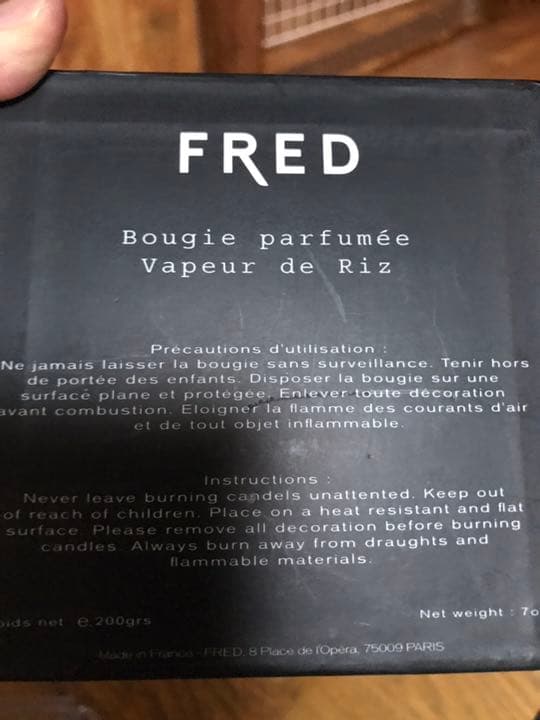 FRED
Bougie parfumée
Vapeur de Riz
Précautions d'utilisation :
Ne jamais laisser la bougie sans surveillance. Tenir hors
de portée des enfants. Disposer la bougie sur une
surface plane et protégée. Enlever toute décoration
avant combustion. Eloigner la flamme des courants d'air
et de tout objet inflammable.
Instructions :
Never leave burning candels unattented. Keep out
of reach of children. Place on a heat resistant and flat
surface. Please remove all decoration before burning
candles. Always burn away from draughts and
flammable materials.
oids net e 200grs
Net weight : 7o
Made in France - FRED, 8 Place de l'Opéra, 75009 PARIS